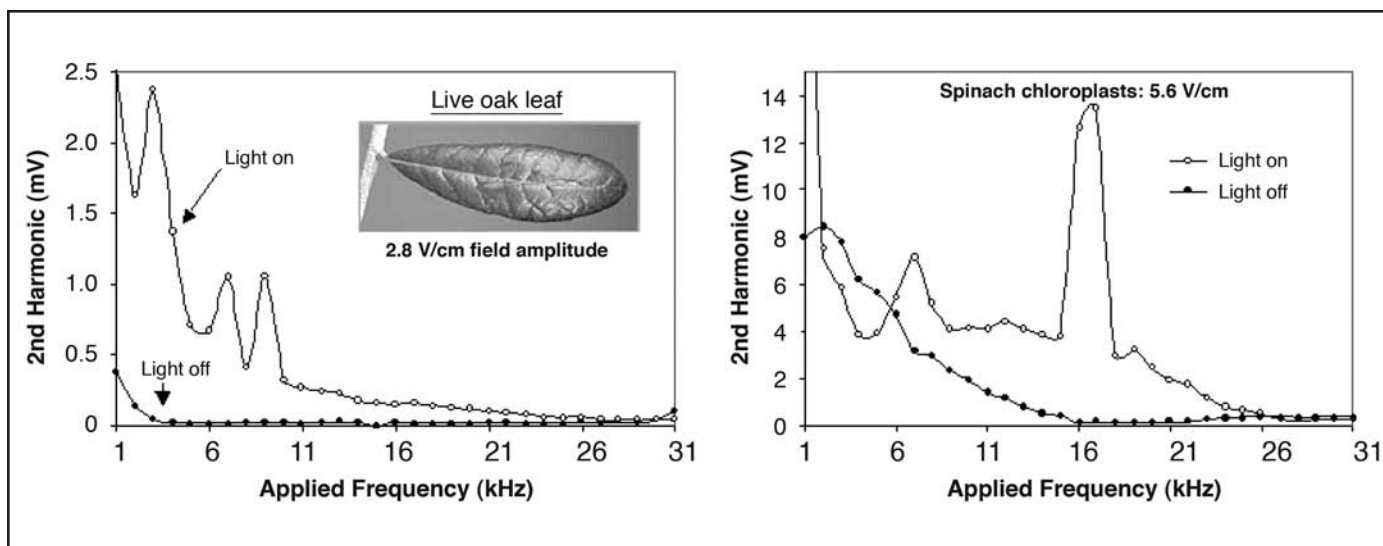 2.5
2.0
1.5
1.0
0.5
0
2nd Harmonic (mV)
Live oak leaf
Light on
2.8 V/cm field amplitude
Light off
1 6 11 16 21 26 31
Applied Frequency (kHz)
14
12
10
8
6
4
2
0
2nd Harmonic (mV)
Spinach chloroplasts: 5.6 V/cm
Light on
Light off
1 6 11 16 21 26 31
Applied Frequency (kHz)